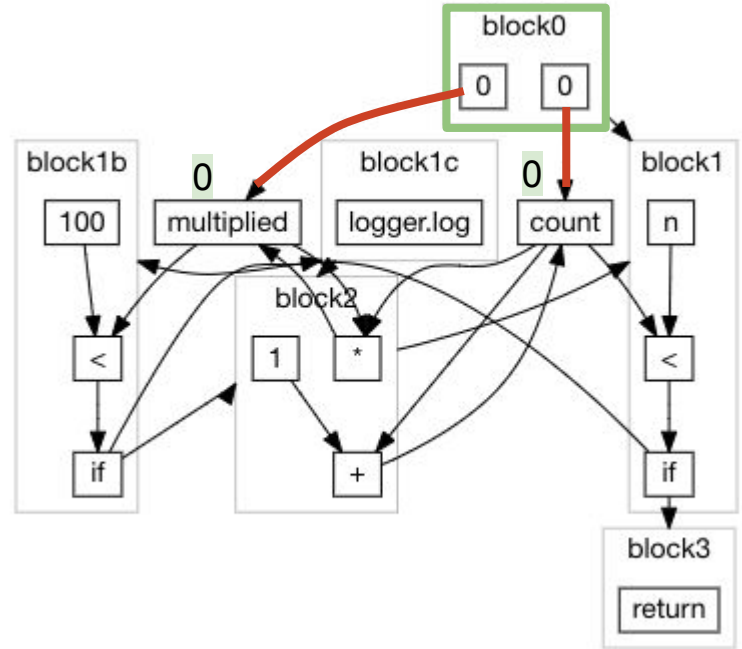 block0
0 0
block1b
0
block1c
0
block1
100
multiplied
logger.log
count
n
block2
<
1
*
<
if
+
if
block3
return